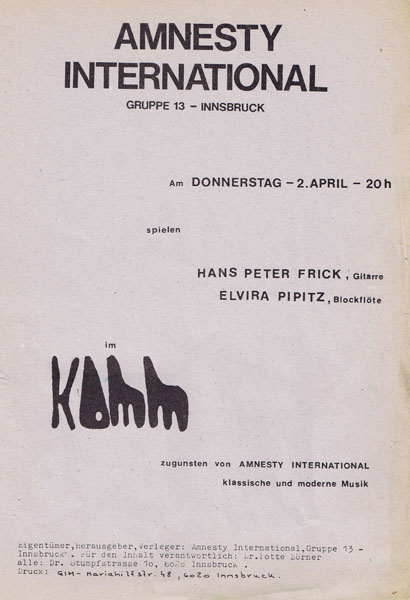 AMNESTY
INTERNATIONAL
GRUPPE 13 – INNSBRUCK
Am DONNERSTAG – 2. APRIL – 20h
spielen
HANS PETER FRICK, Gitarre
ELVIRA PIPITZ, Blockflöte
im
Komm
zugunsten von AMNESTY INTERNATIONAL
klassische und moderne Musik
Eigentümer,Herausgeber,Verleger: Amnesty International,Gruppe 13 -
Innsbruck . Für den Inhalt verantwortlich: Dr.Lotte Zörner
alle: Dr. Stumpfstrasse 10, 6020 Innsbruck .
Druck: GIM- Mariahilfstr. 48 , 6020 Innsbruck.